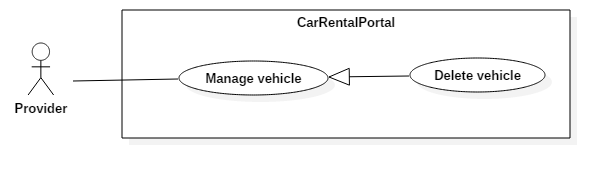 CarRentalPortal
Manage vehicle
Delete vehicle
Provider